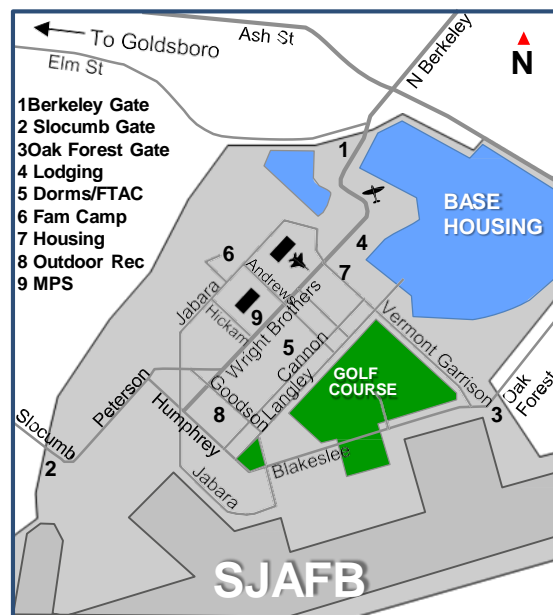 To Goldsboro
Ash St
N Berkeley
Elm St
N
1Berkeley Gate
2 Slocumb Gate
3Oak Forest Gate
4 Lodging
5 Dorms/FTAC
6 Fam Camp
7 Housing
8 Outdoor Rec
9 MPS
1
BASE
HOUSING
4
6
7
Andrews
Jabara
Hickam
9
Wright Brothers
Vermont Garrison
5
Cannon
Langley
GOLF
COURSE
Oak
Forest
Peterson
Goodson
8
Humphrey
3
Slocumb
2
Blakeslee
Jabara
SJAFB